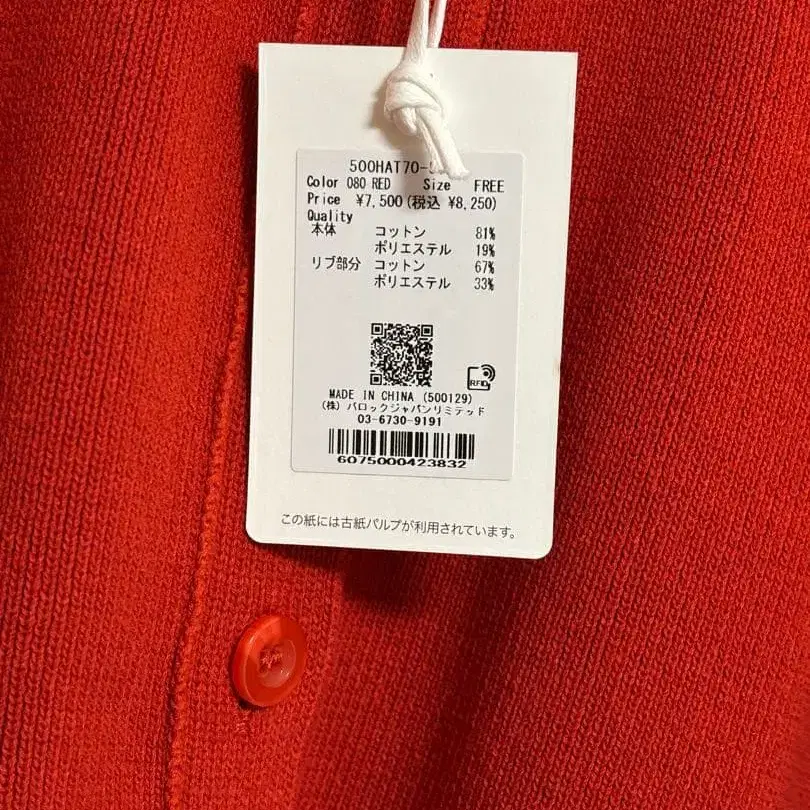 500HAT70-
Color 080 RED Size FREE
Price ¥7,500(税込 ¥8,250)
Quality
本体 コットン 81%
ポリエステル 19%
リブ部分 コットン 67%
ポリエステル 33%
RFID
MADE IN CHINA (500129)
(株) バロックジャパンリミテッド
03-6730-9191
6075000423832
この紙には古紙パルプが利用されています。